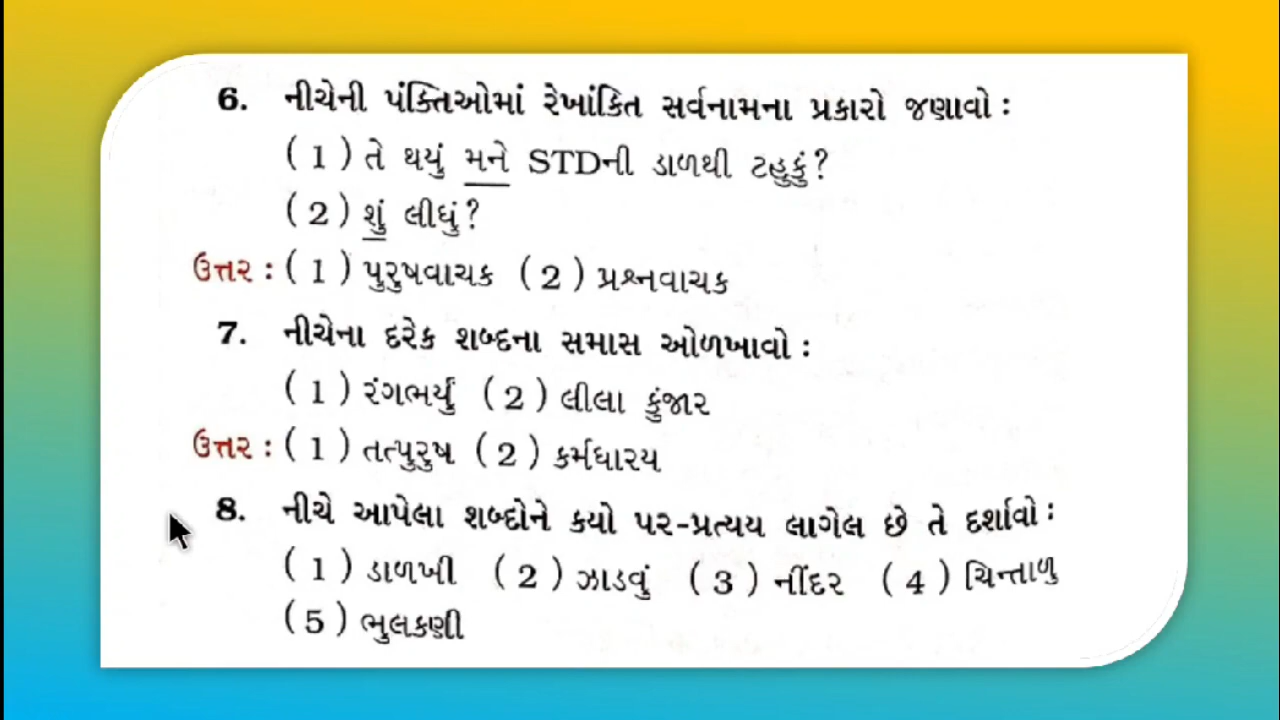 6. નીચેની પંક્તિઓમાં રેખાંકિત સર્વનામના પ્રકારો જણાવો :
(1) તે થયું મને STDની ડાળથી ટહુકું?
(2) શું લીધું?
ઉત્તર : (1) પુરુષવાચક (2) પ્રશ્નવાચક
7. નીચેના દરેક શબ્દના સમાસ ઓળખાવો :
(1) રંગભર્યું (2) લીલા કુંજાર
ઉત્તર : (1) તત્પુરુષ (2) કર્મધારય
8. નીચે આપેલા શબ્દોને કયો પર-પ્રત્યય લાગેલ છે તે દર્શાવો :
(1) ડાળખી (2) ઝાડવું (3) નીંદર (4) ચિન્તાળુ
(5) ભુલકણી